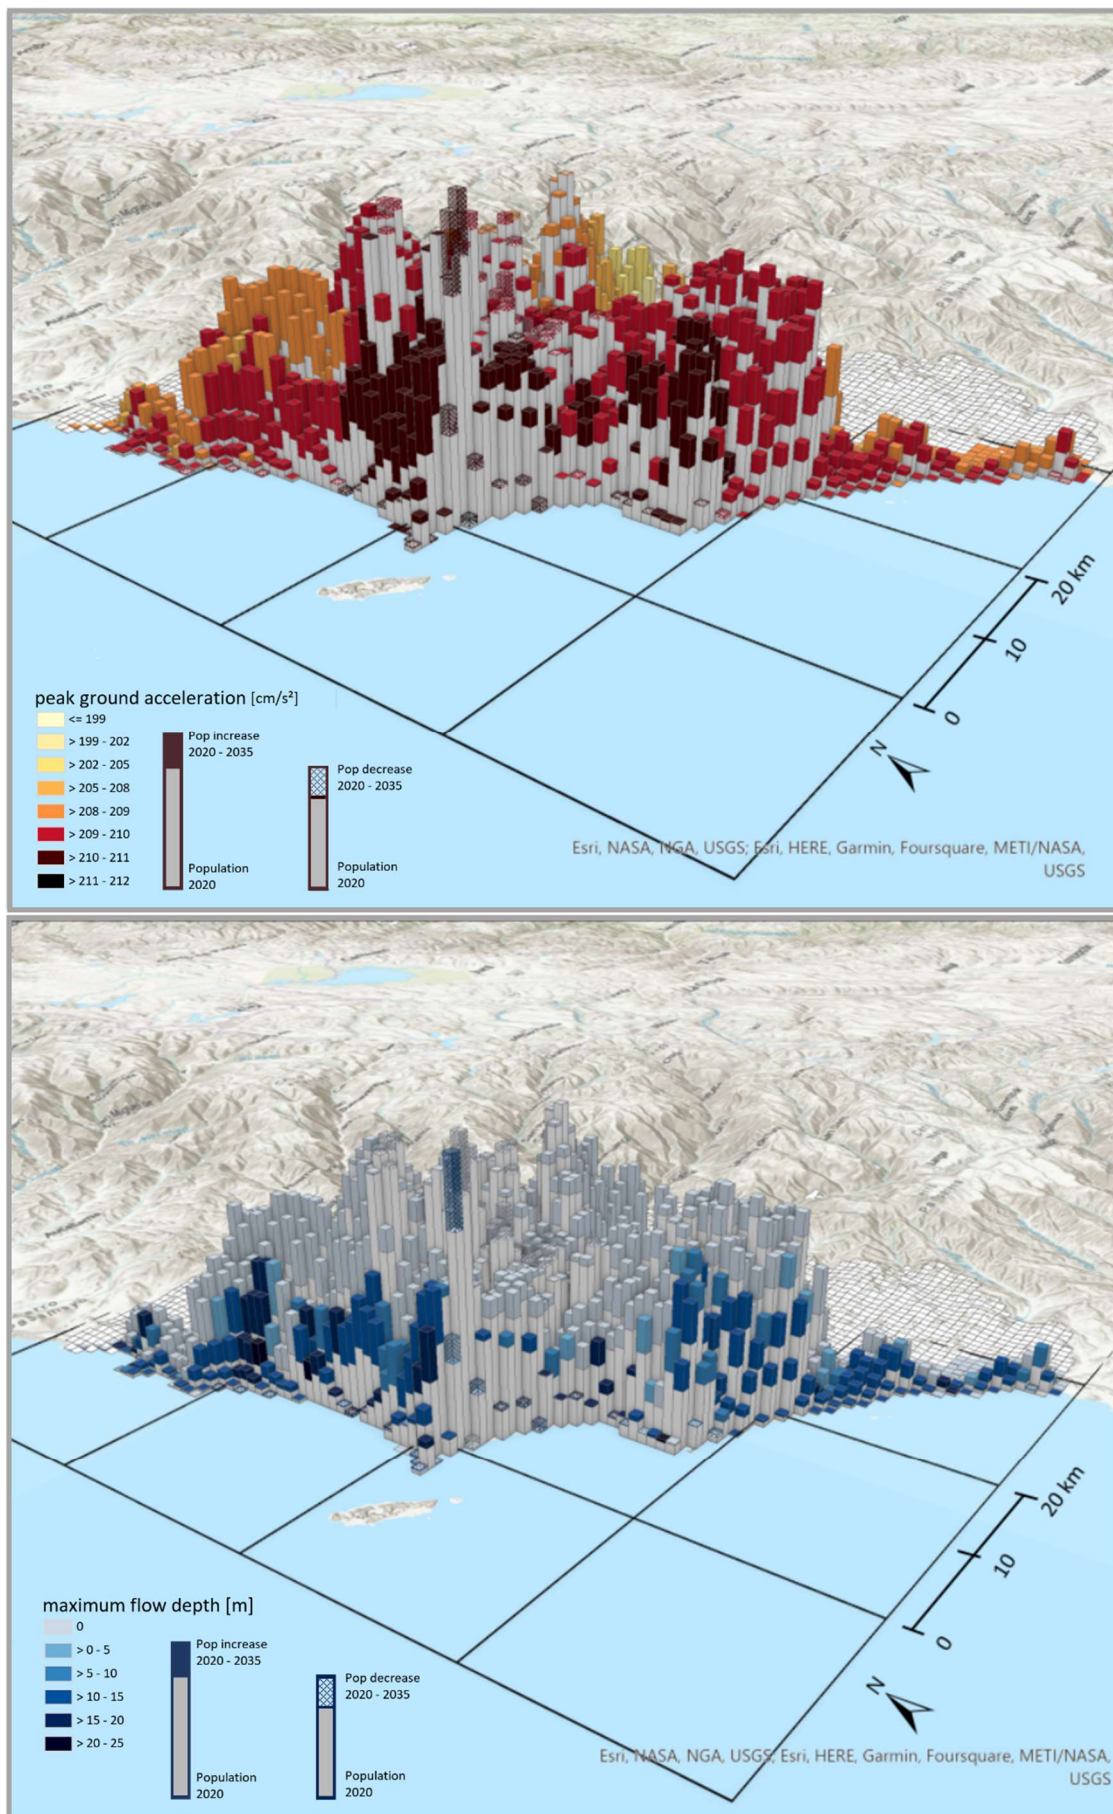 20 km
10
0
N
peak ground acceleration [cm/s²]
<= 199
> 199 - 202
> 202 - 205
> 205 - 208
> 208 - 209
> 209 - 210
> 210 - 211
> 211 - 212
Pop increase
2020 - 2035
Population
2020
Pop decrease
2020 - 2035
Population
2020
Esri, NASA, NGA, USGS; Esri, HERE, Garmin, Foursquare, METI/NASA,
USGS
20 km
10
0
N
maximum flow depth [m]
0
> 0 - 5
> 5 - 10
> 10 - 15
> 15 - 20
> 20 - 25
Pop increase
2020 - 2035
Population
2020
Pop decrease
2020 - 2035
Population
2020
Esri, NASA, NGA, USGS, Esri, HERE, Garmin, Foursquare, METI/NASA,
USGS